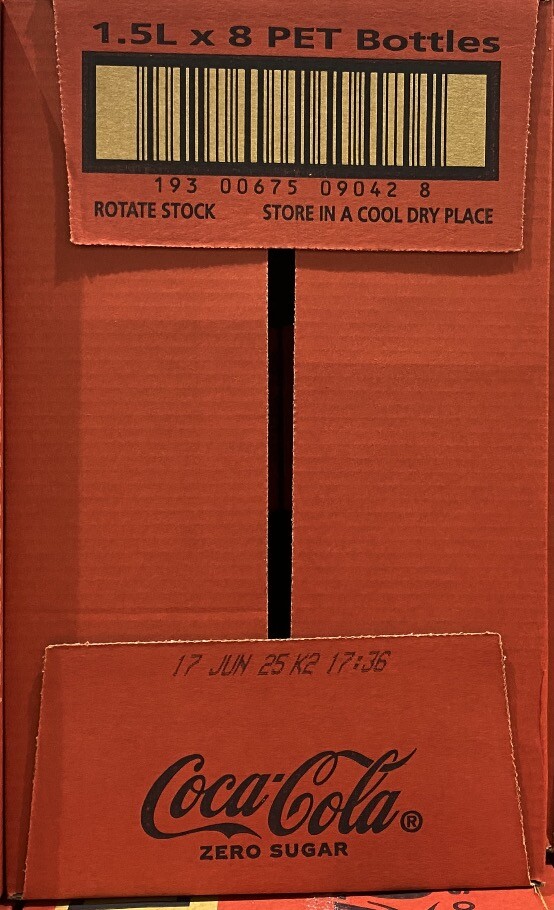 1.5L x 8 PET Bottles
193 00675 09042 8
ROTATE STOCK STORE IN A COOL DRY PLACE
17 JUN 25 K2 17:36
Coca-Cola®
ZERO SUGAR